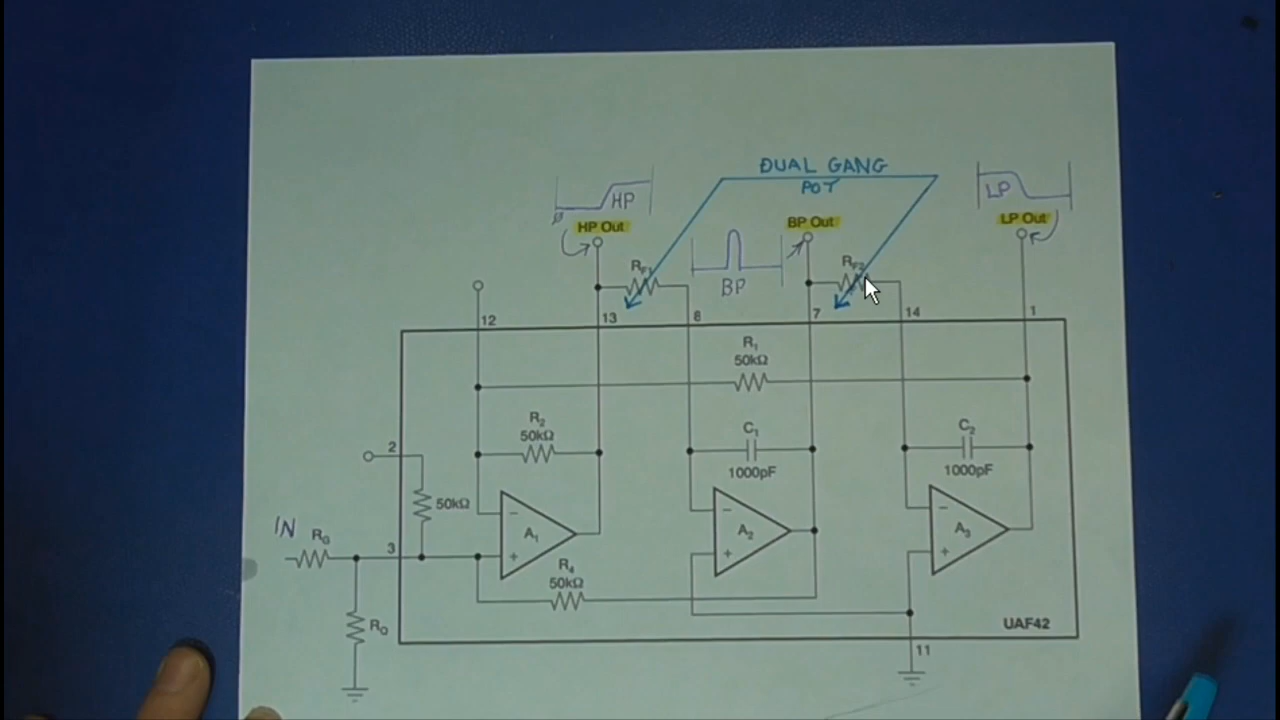 DUAL GANG
POT
HP
LP
HP Out
BP Out
LP Out
RF1
RF2
BP
12
13
8
7
14
1
R1
50kΩ
R2
50kΩ
C1
1000pF
C2
1000pF
2
50kΩ
A1
A2
A3
IN
RG
3
R4
50kΩ
RQ
UAF42
11